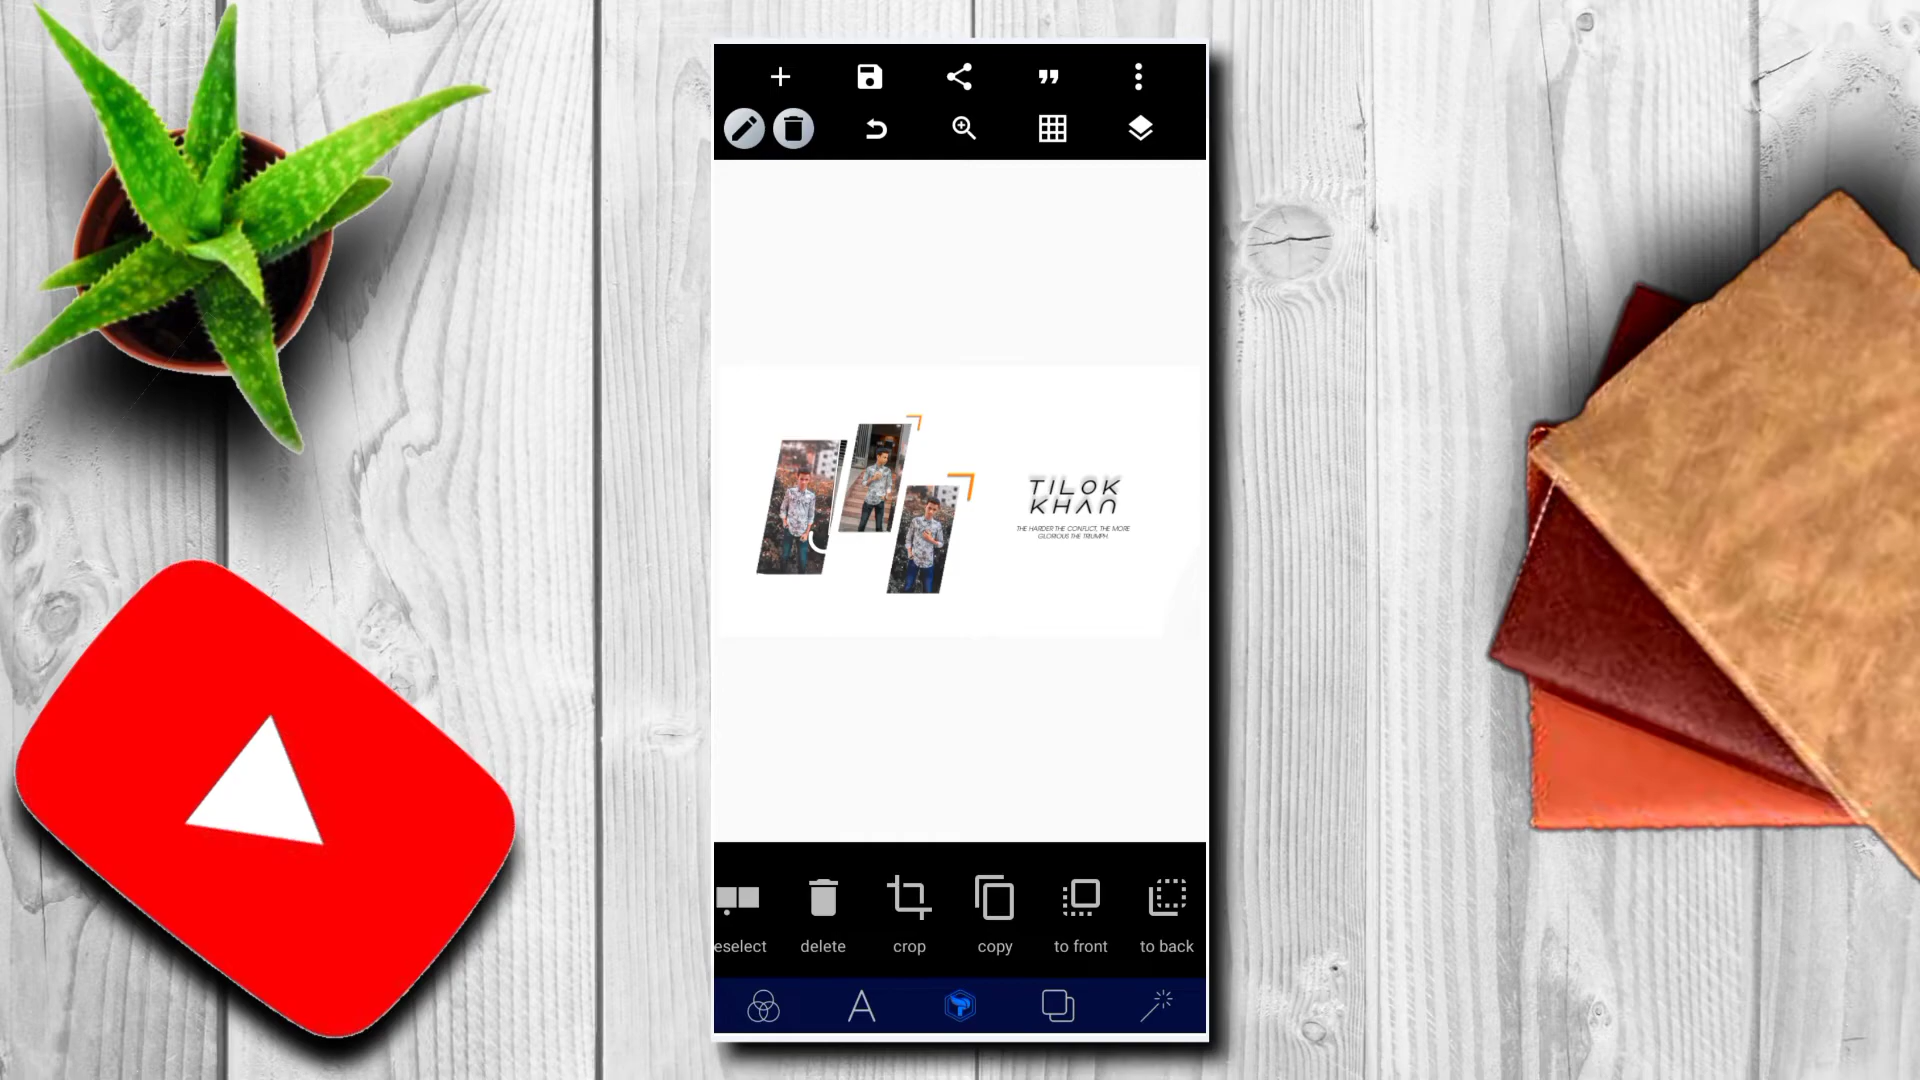 TILOK
KHAN
THE HARDER THE CONFLICT, THE MORE
GLORIOUS THE TRIUMPH.
eselect delete crop copy to front to back